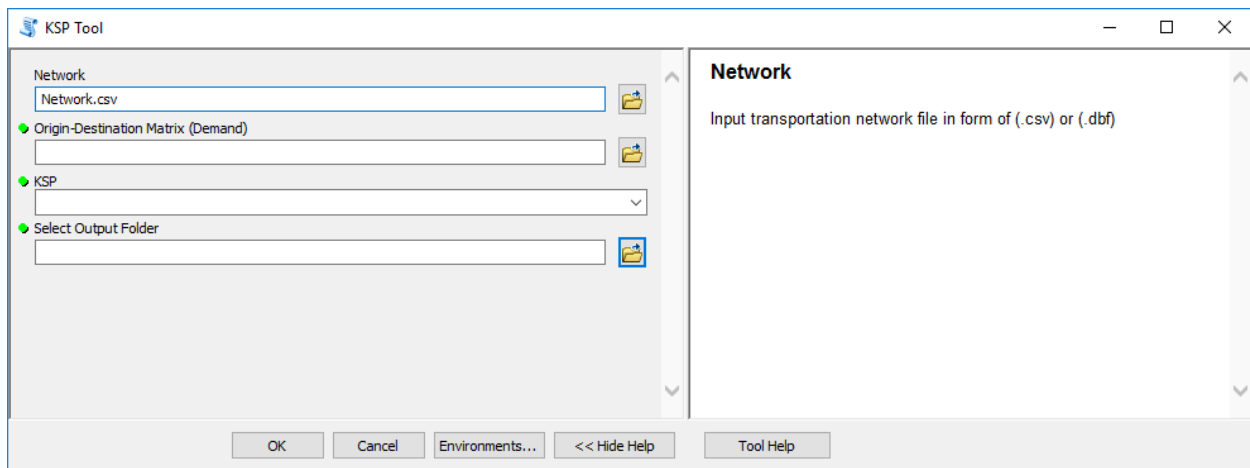 KSP Tool
Network
Network.csv
Origin-Destination Matrix (Demand)
KSP
Select Output Folder
Network
Input transportation network file in form of (.csv) or (.dbf)
OK
Cancel
Environments...
<< Hide Help
Tool Help